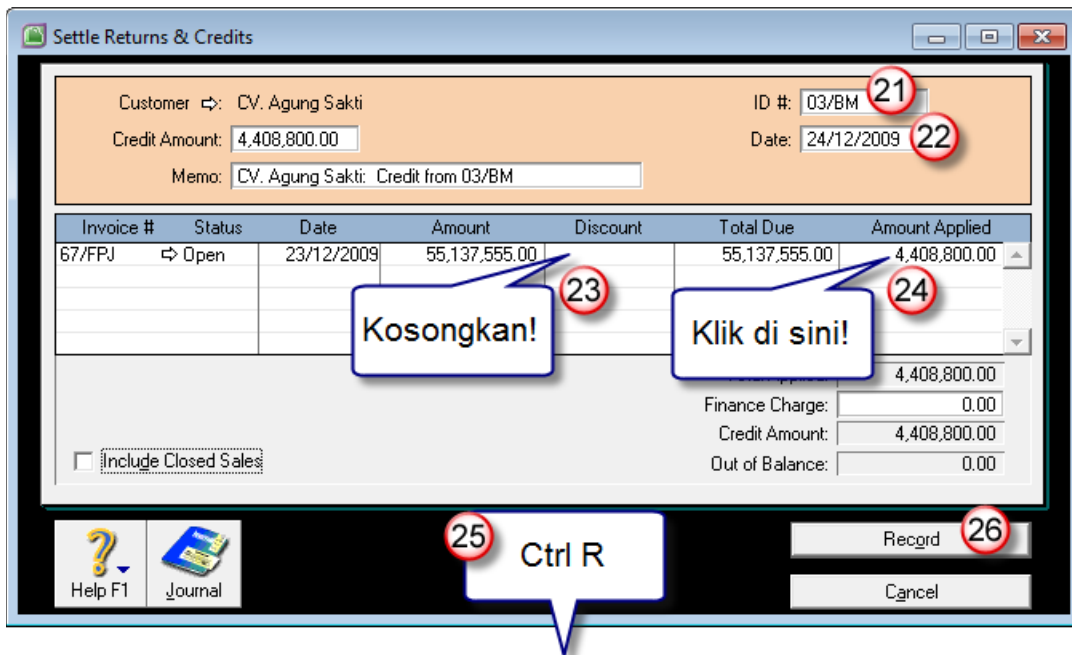 Settle Returns & Credits
Customer ⇨: CV. Agung Sakti
ID #: 03/BM 21
Credit Amount: 4,408,800.00
Date: 24/12/2009 22
Memo: CV. Agung Sakti: Credit from 03/BM
Invoice # Status Date Amount Discount Total Due Amount Applied
67/FPJ ⇨ Open 23/12/2009 55,137,555.00 55,137,555.00 4,408,800.00
23
Kosongkan!
24
Klik di sini!
4,408,800.00
Finance Charge: 0.00
Credit Amount: 4,408,800.00
Include Closed Sales
Out of Balance: 0.00
Help F1
Journal
25
Ctrl R
Record 26
Cancel